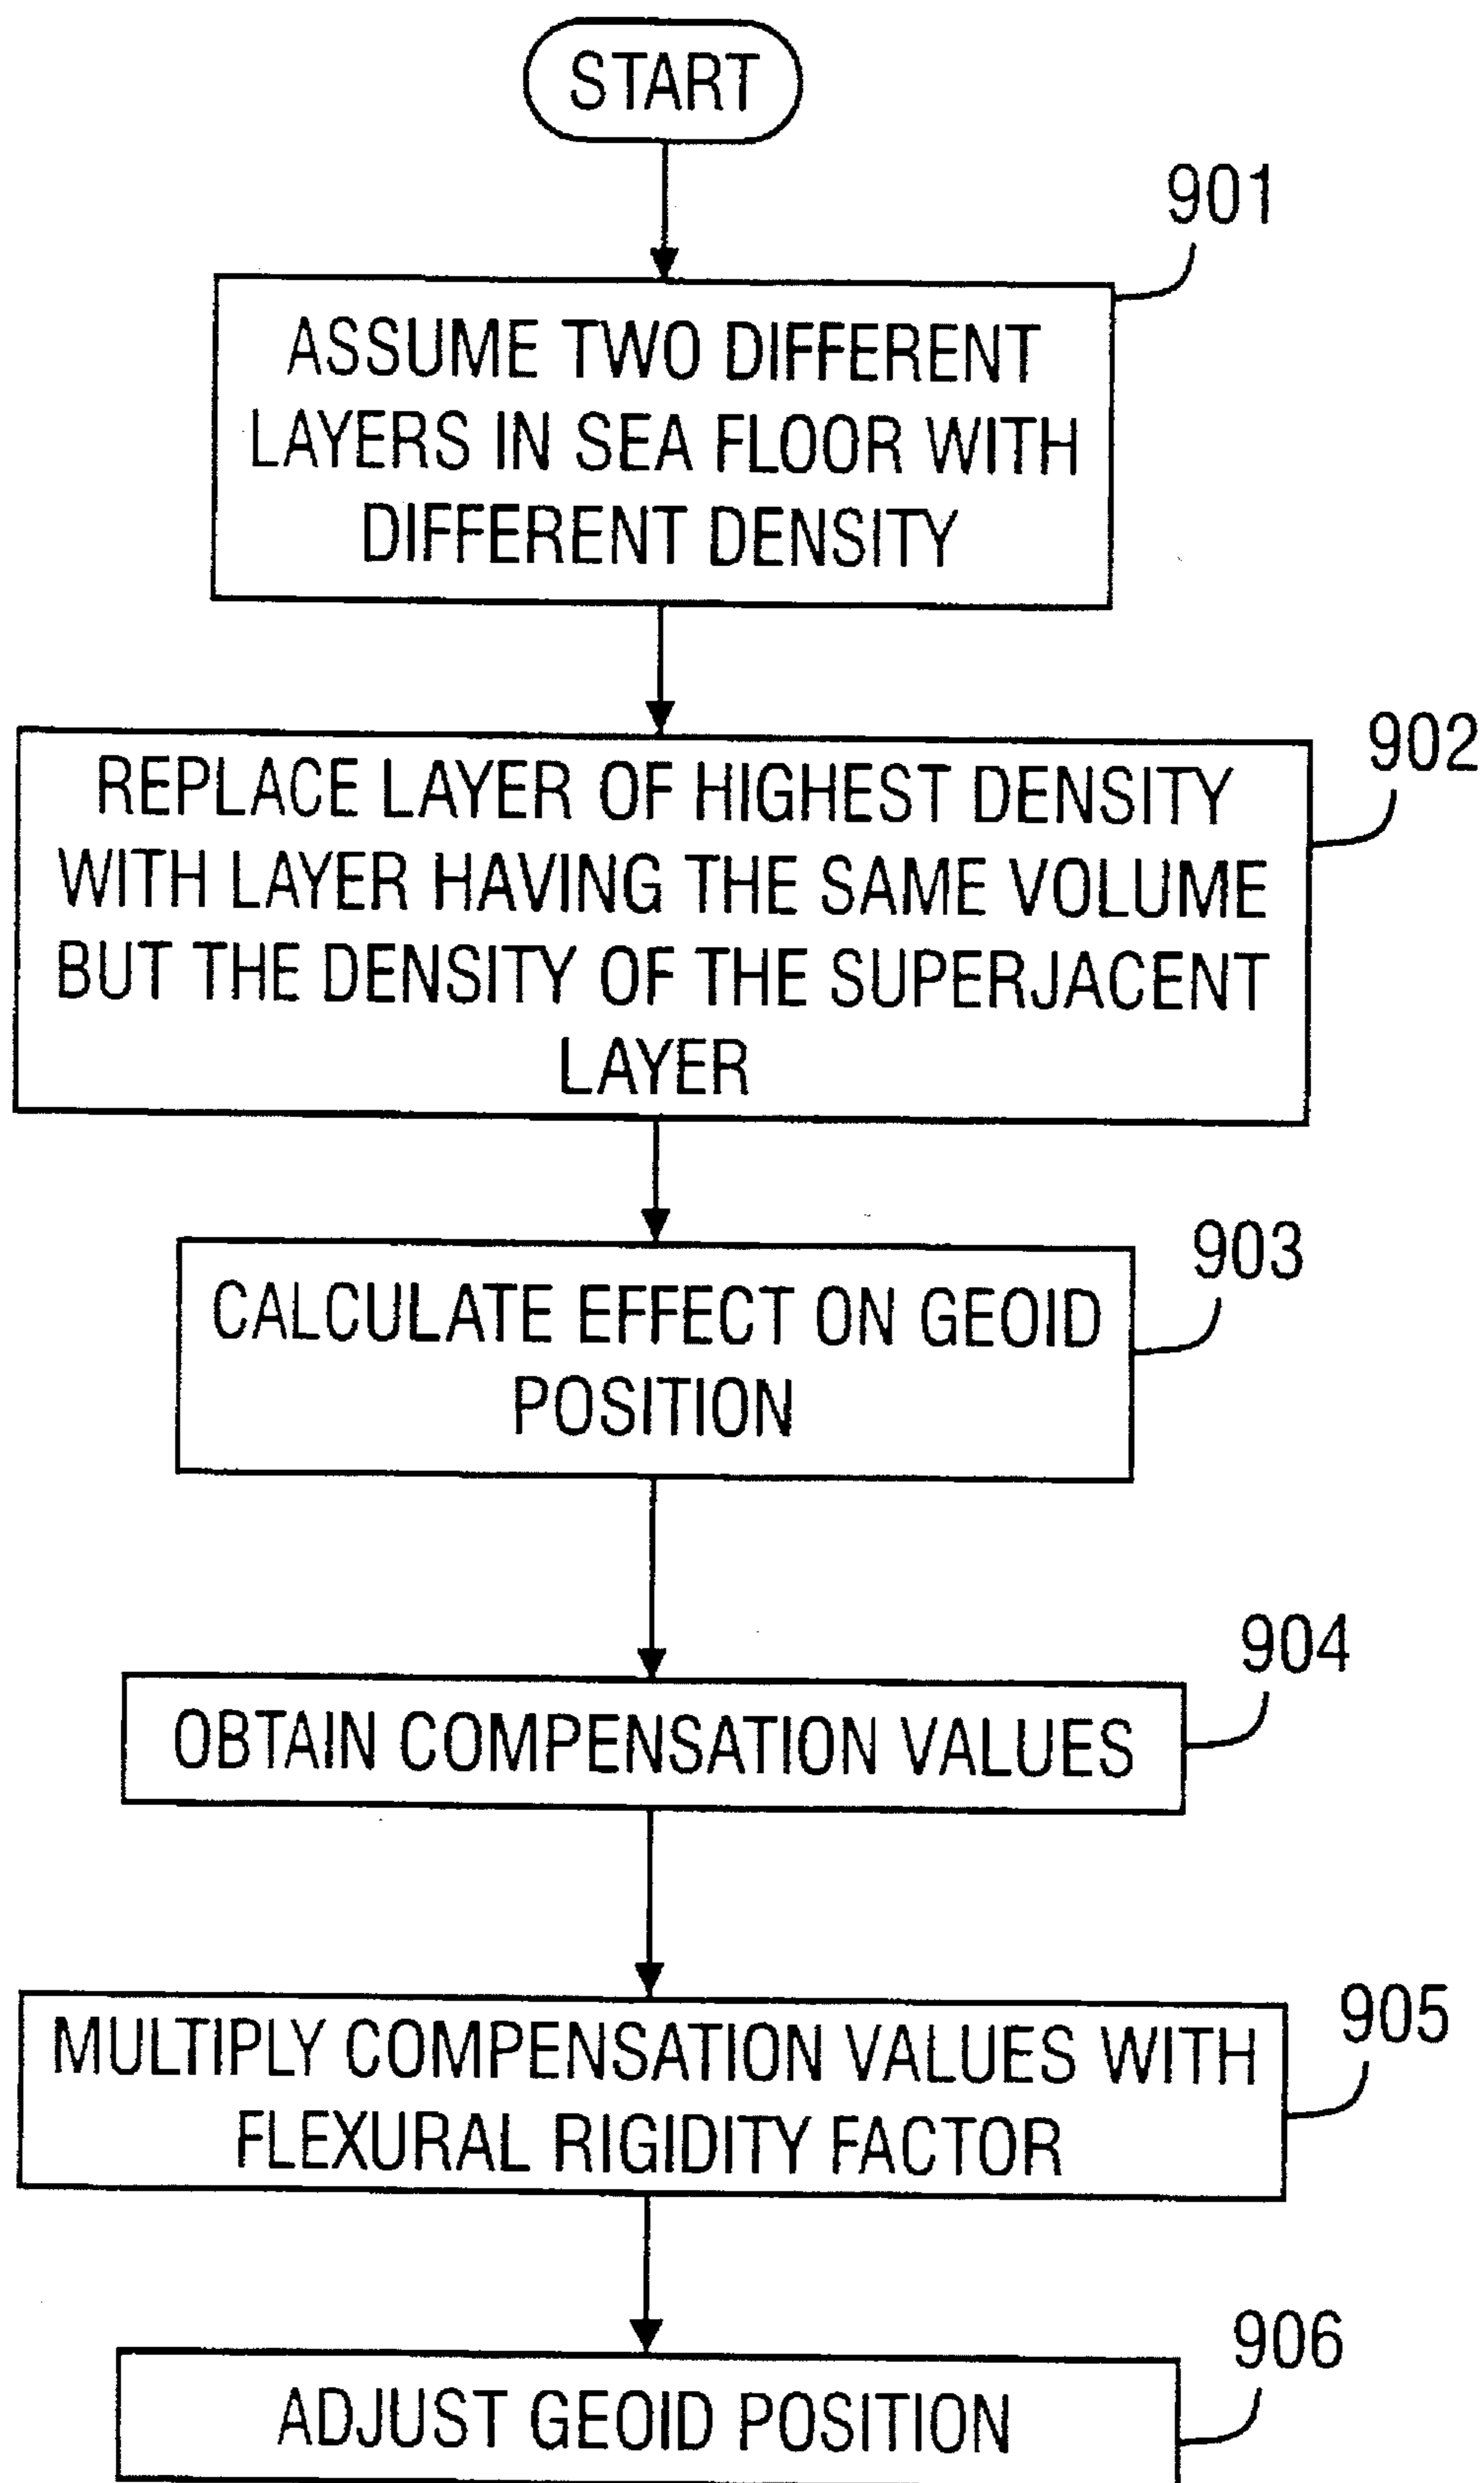 START
901
ASSUME TWO DIFFERENT
LAYERS IN SEA FLOOR WITH
DIFFERENT DENSITY
902
REPLACE LAYER OF HIGHEST DENSITY
WITH LAYER HAVING THE SAME VOLUME
BUT THE DENSITY OF THE SUPERJACENT
LAYER
903
CALCULATE EFFECT ON GEOID
POSITION
904
OBTAIN COMPENSATION VALUES
905
MULTIPLY COMPENSATION VALUES WITH
FLEXURAL RIGIDITY FACTOR
906
ADJUST GEOID POSITION